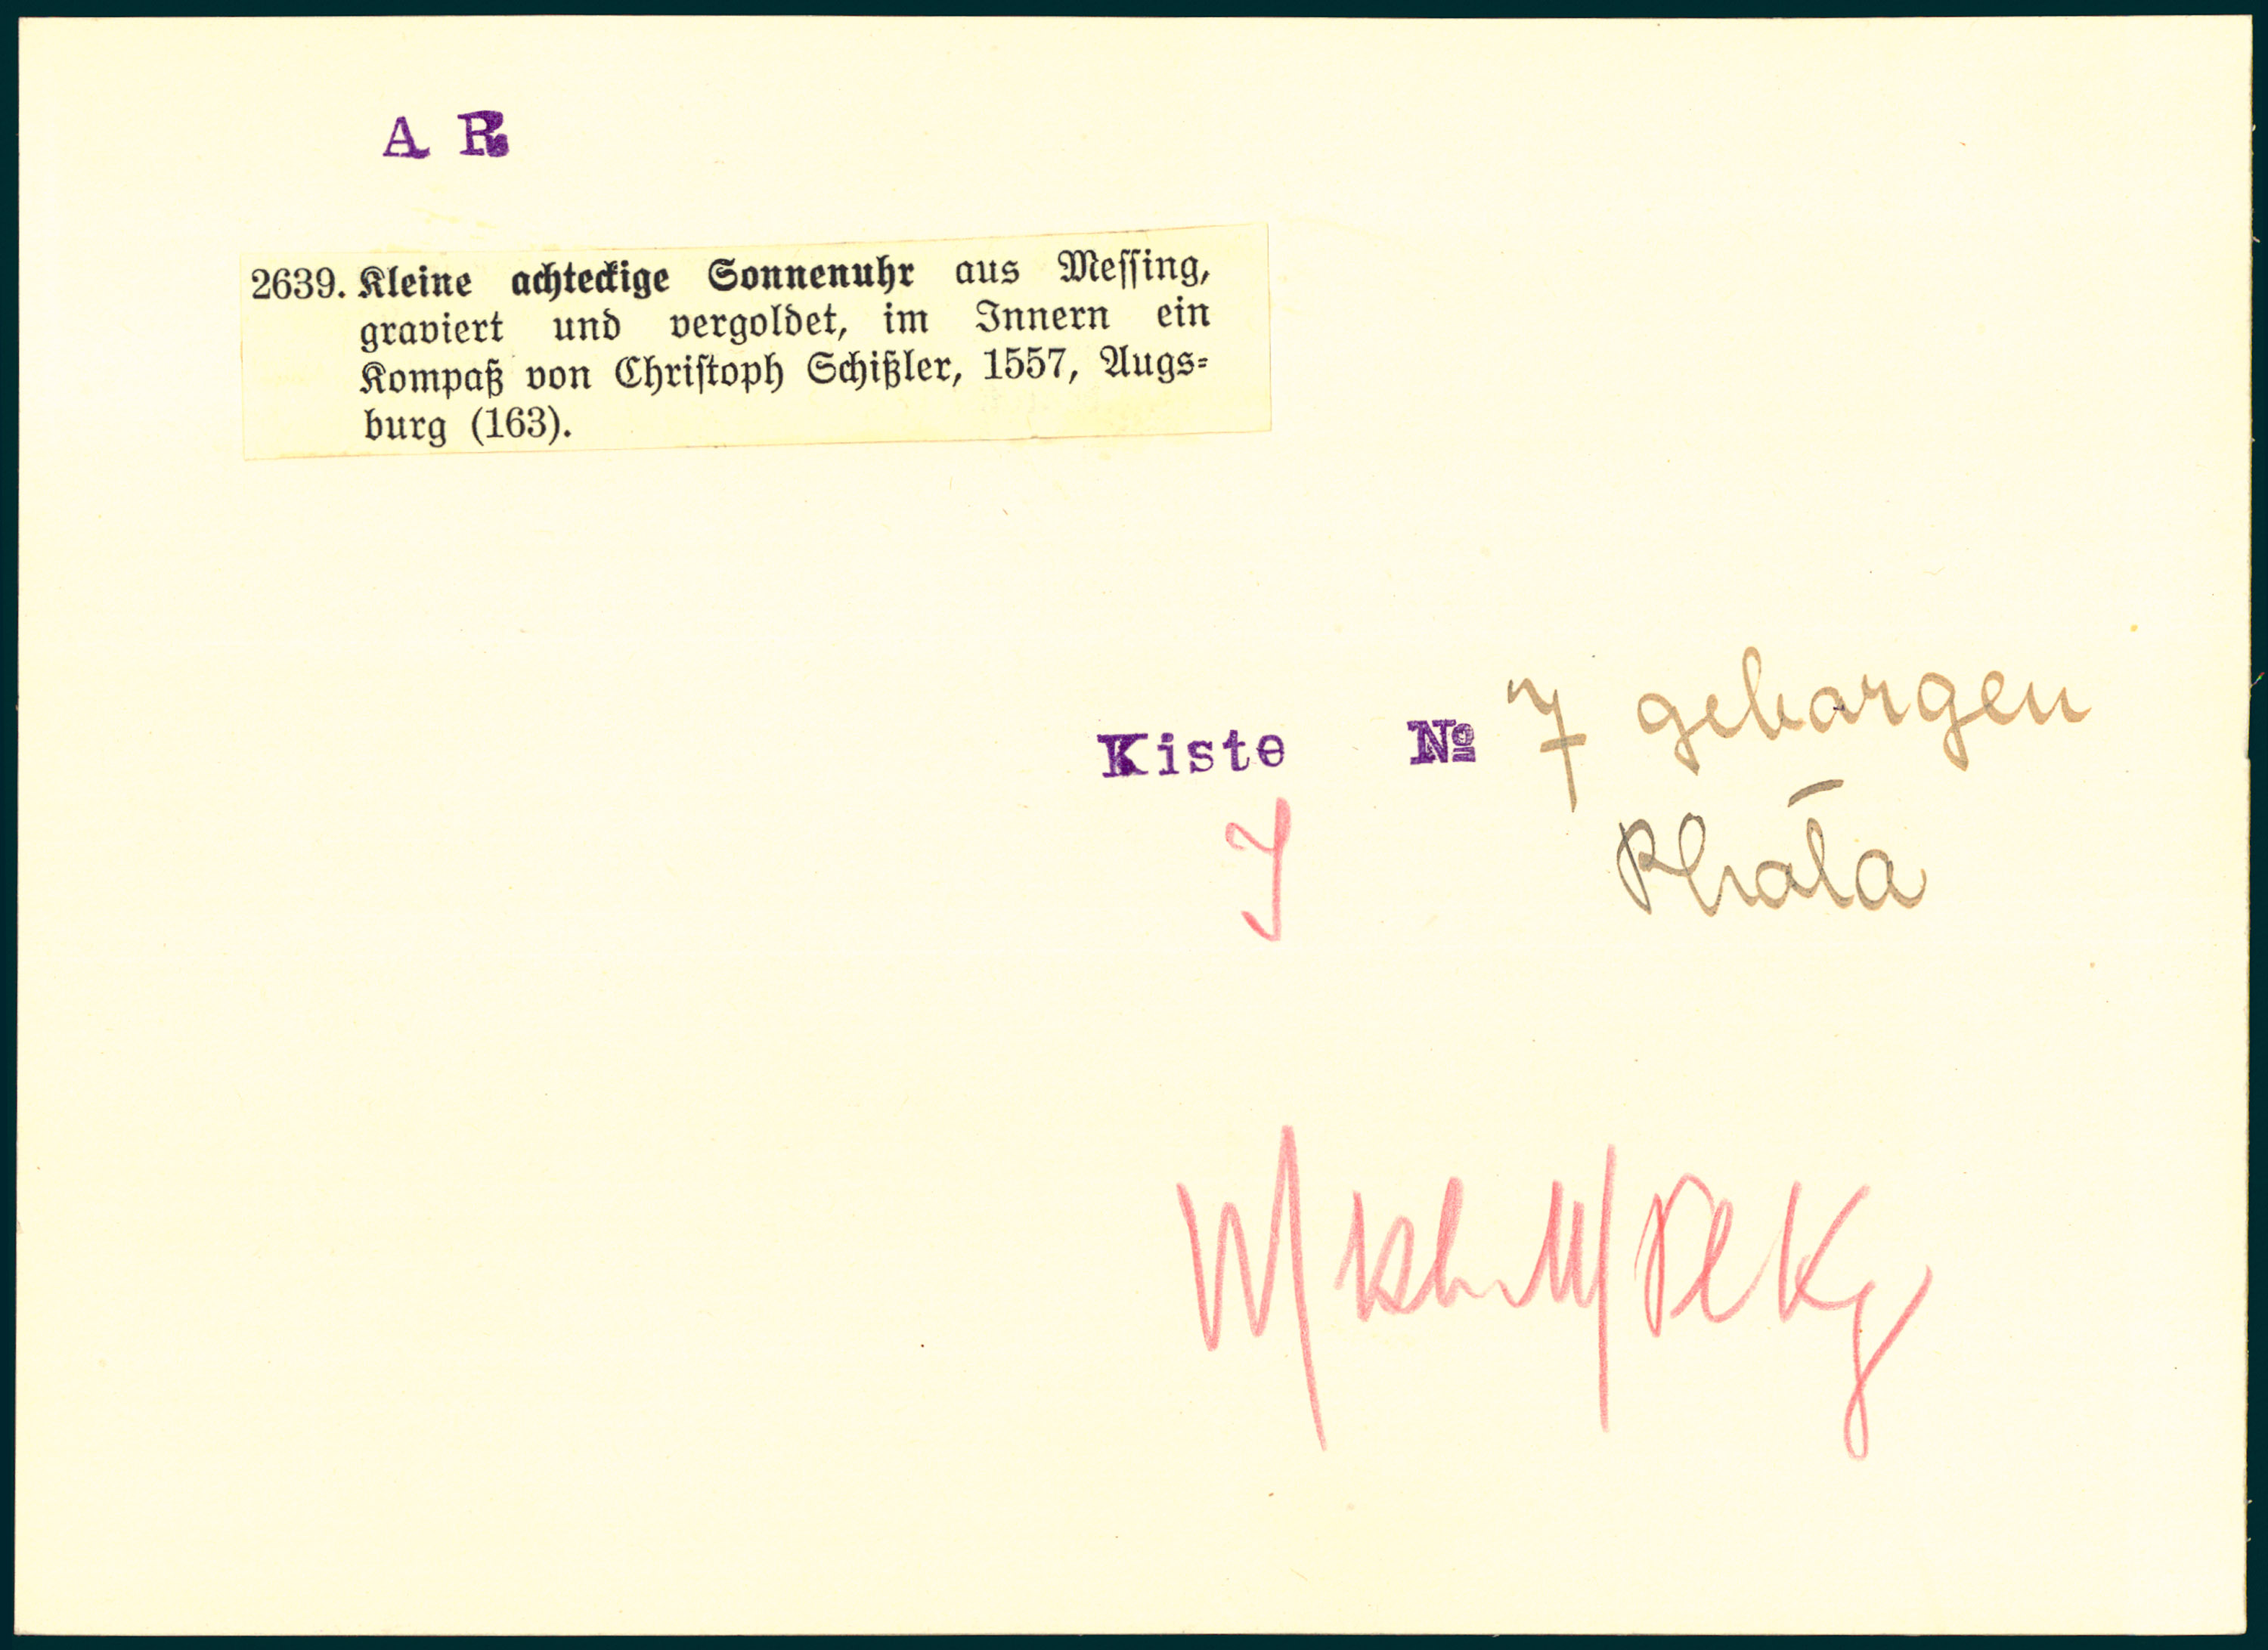 A R
2639. Kleine achteckige Sonnenuhr aus Messing,
graviert und vergoldet, im Innern ein
Kompaß von Christoph Schißler, 1557, Augs-
burg (163).
Kiste № 7 geborgen
Photo